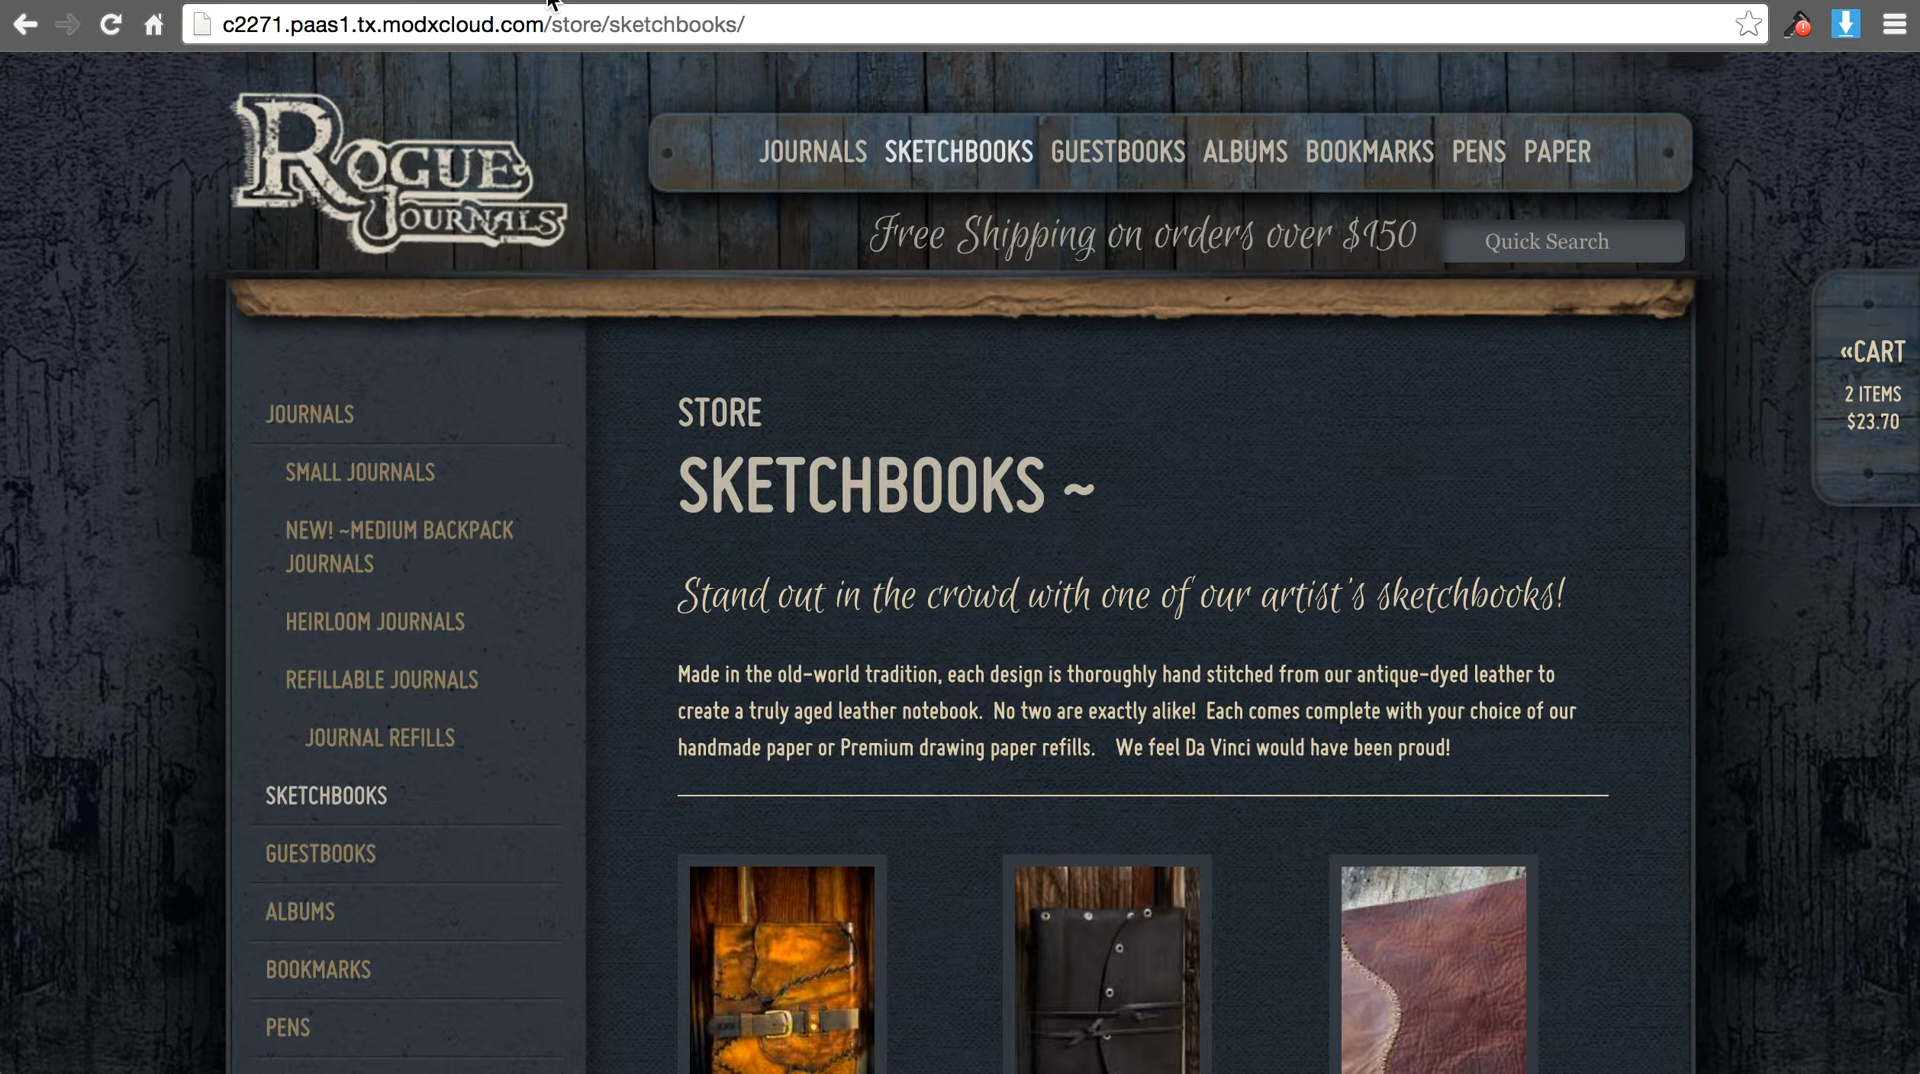 c2271.paas1.tx.modxcloud.com/store/sketchbooks/
ROGUE
JOURNALS
JOURNALS SKETCHBOOKS GUESTBOOKS ALBUMS BOOKMARKS PENS PAPER
Free Shipping on orders over $150
Quick Search
«CART
2 ITEMS
$23.70
JOURNALS
SMALL JOURNALS
NEW! ~MEDIUM BACKPACK
JOURNALS
HEIRLOOM JOURNALS
REFILLABLE JOURNALS
JOURNAL REFILLS
SKETCHBOOKS
GUESTBOOKS
ALBUMS
BOOKMARKS
PENS
STORE
SKETCHBOOKS ~
Stand out in the crowd with one of our artist's sketchbooks!
Made in the old-world tradition, each design is thoroughly hand stitched from our antique-dyed leather to
create a truly aged leather notebook. No two are exactly alike! Each comes complete with your choice of our
handmade paper or Premium drawing paper refills. We feel Da Vinci would have been proud!